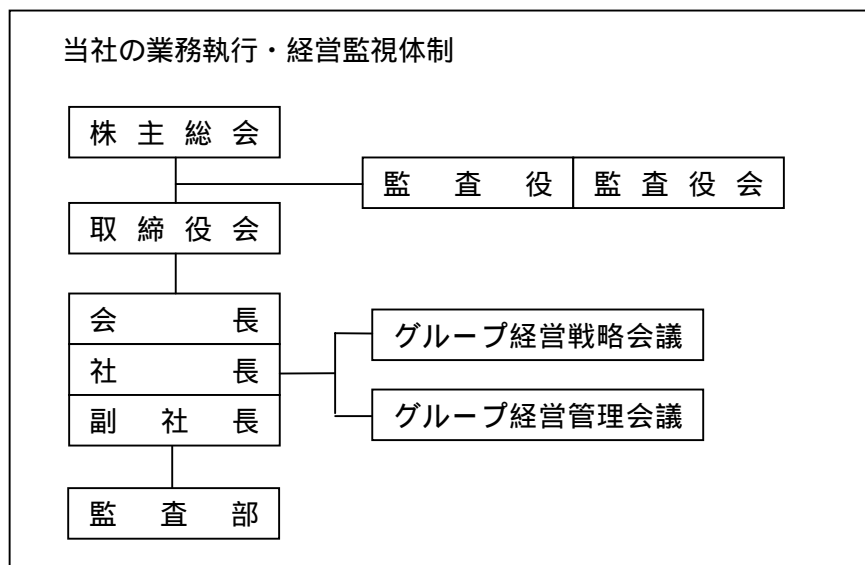 当社の業務執行・経営監視体制
株主総会
監査役 監査役会
取締役会
会長
グループ経営戦略会議
社長
副社長
グループ経営管理会議
監査部